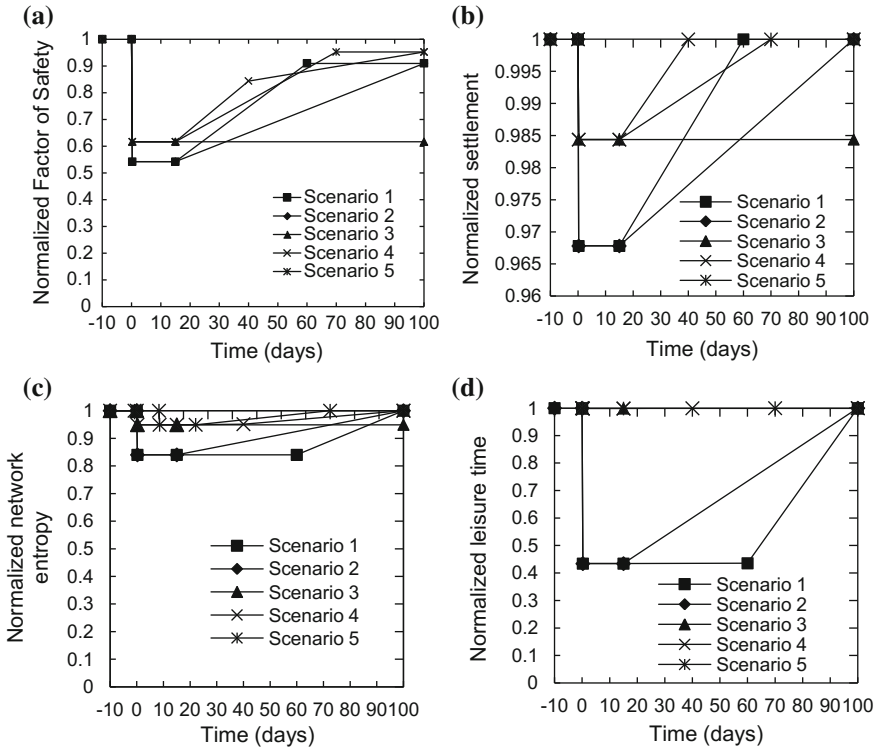 (a)
Normalized Factor of Safety
1
0.9
0.8
0.7
0.6
0.5
0.4
0.3
0.2
0.1
0
-10 0 10 20 30 40 50 60 70 80 90 100
Time (days)
Scenario 1
Scenario 2
Scenario 3
Scenario 4
Scenario 5
(b)
Normalized settlement
1
0.995
0.99
0.985
0.98
0.975
0.97
0.965
0.96
-10 0 10 20 30 40 50 60 70 80 90 100
Time (days)
Scenario 1
Scenario 2
Scenario 3
Scenario 4
Scenario 5
(c)
Normalized network
entropy
1
0.9
0.8
0.7
0.6
0.5
0.4
0.3
0.2
0.1
0
-10 0 10 20 30 40 50 60 70 80 90100
Time (days)
Scenario 1
Scenario 2
Scenario 3
Scenario 4
Scenario 5
(d)
Normalized leisure time
1
0.9
0.8
0.7
0.6
0.5
0.4
0.3
0.2
0.1
0
-10 0 10 20 30 40 50 60 70 80 90100
Time (days)
Scenario 1
Scenario 2
Scenario 3
Scenario 4
Scenario 5